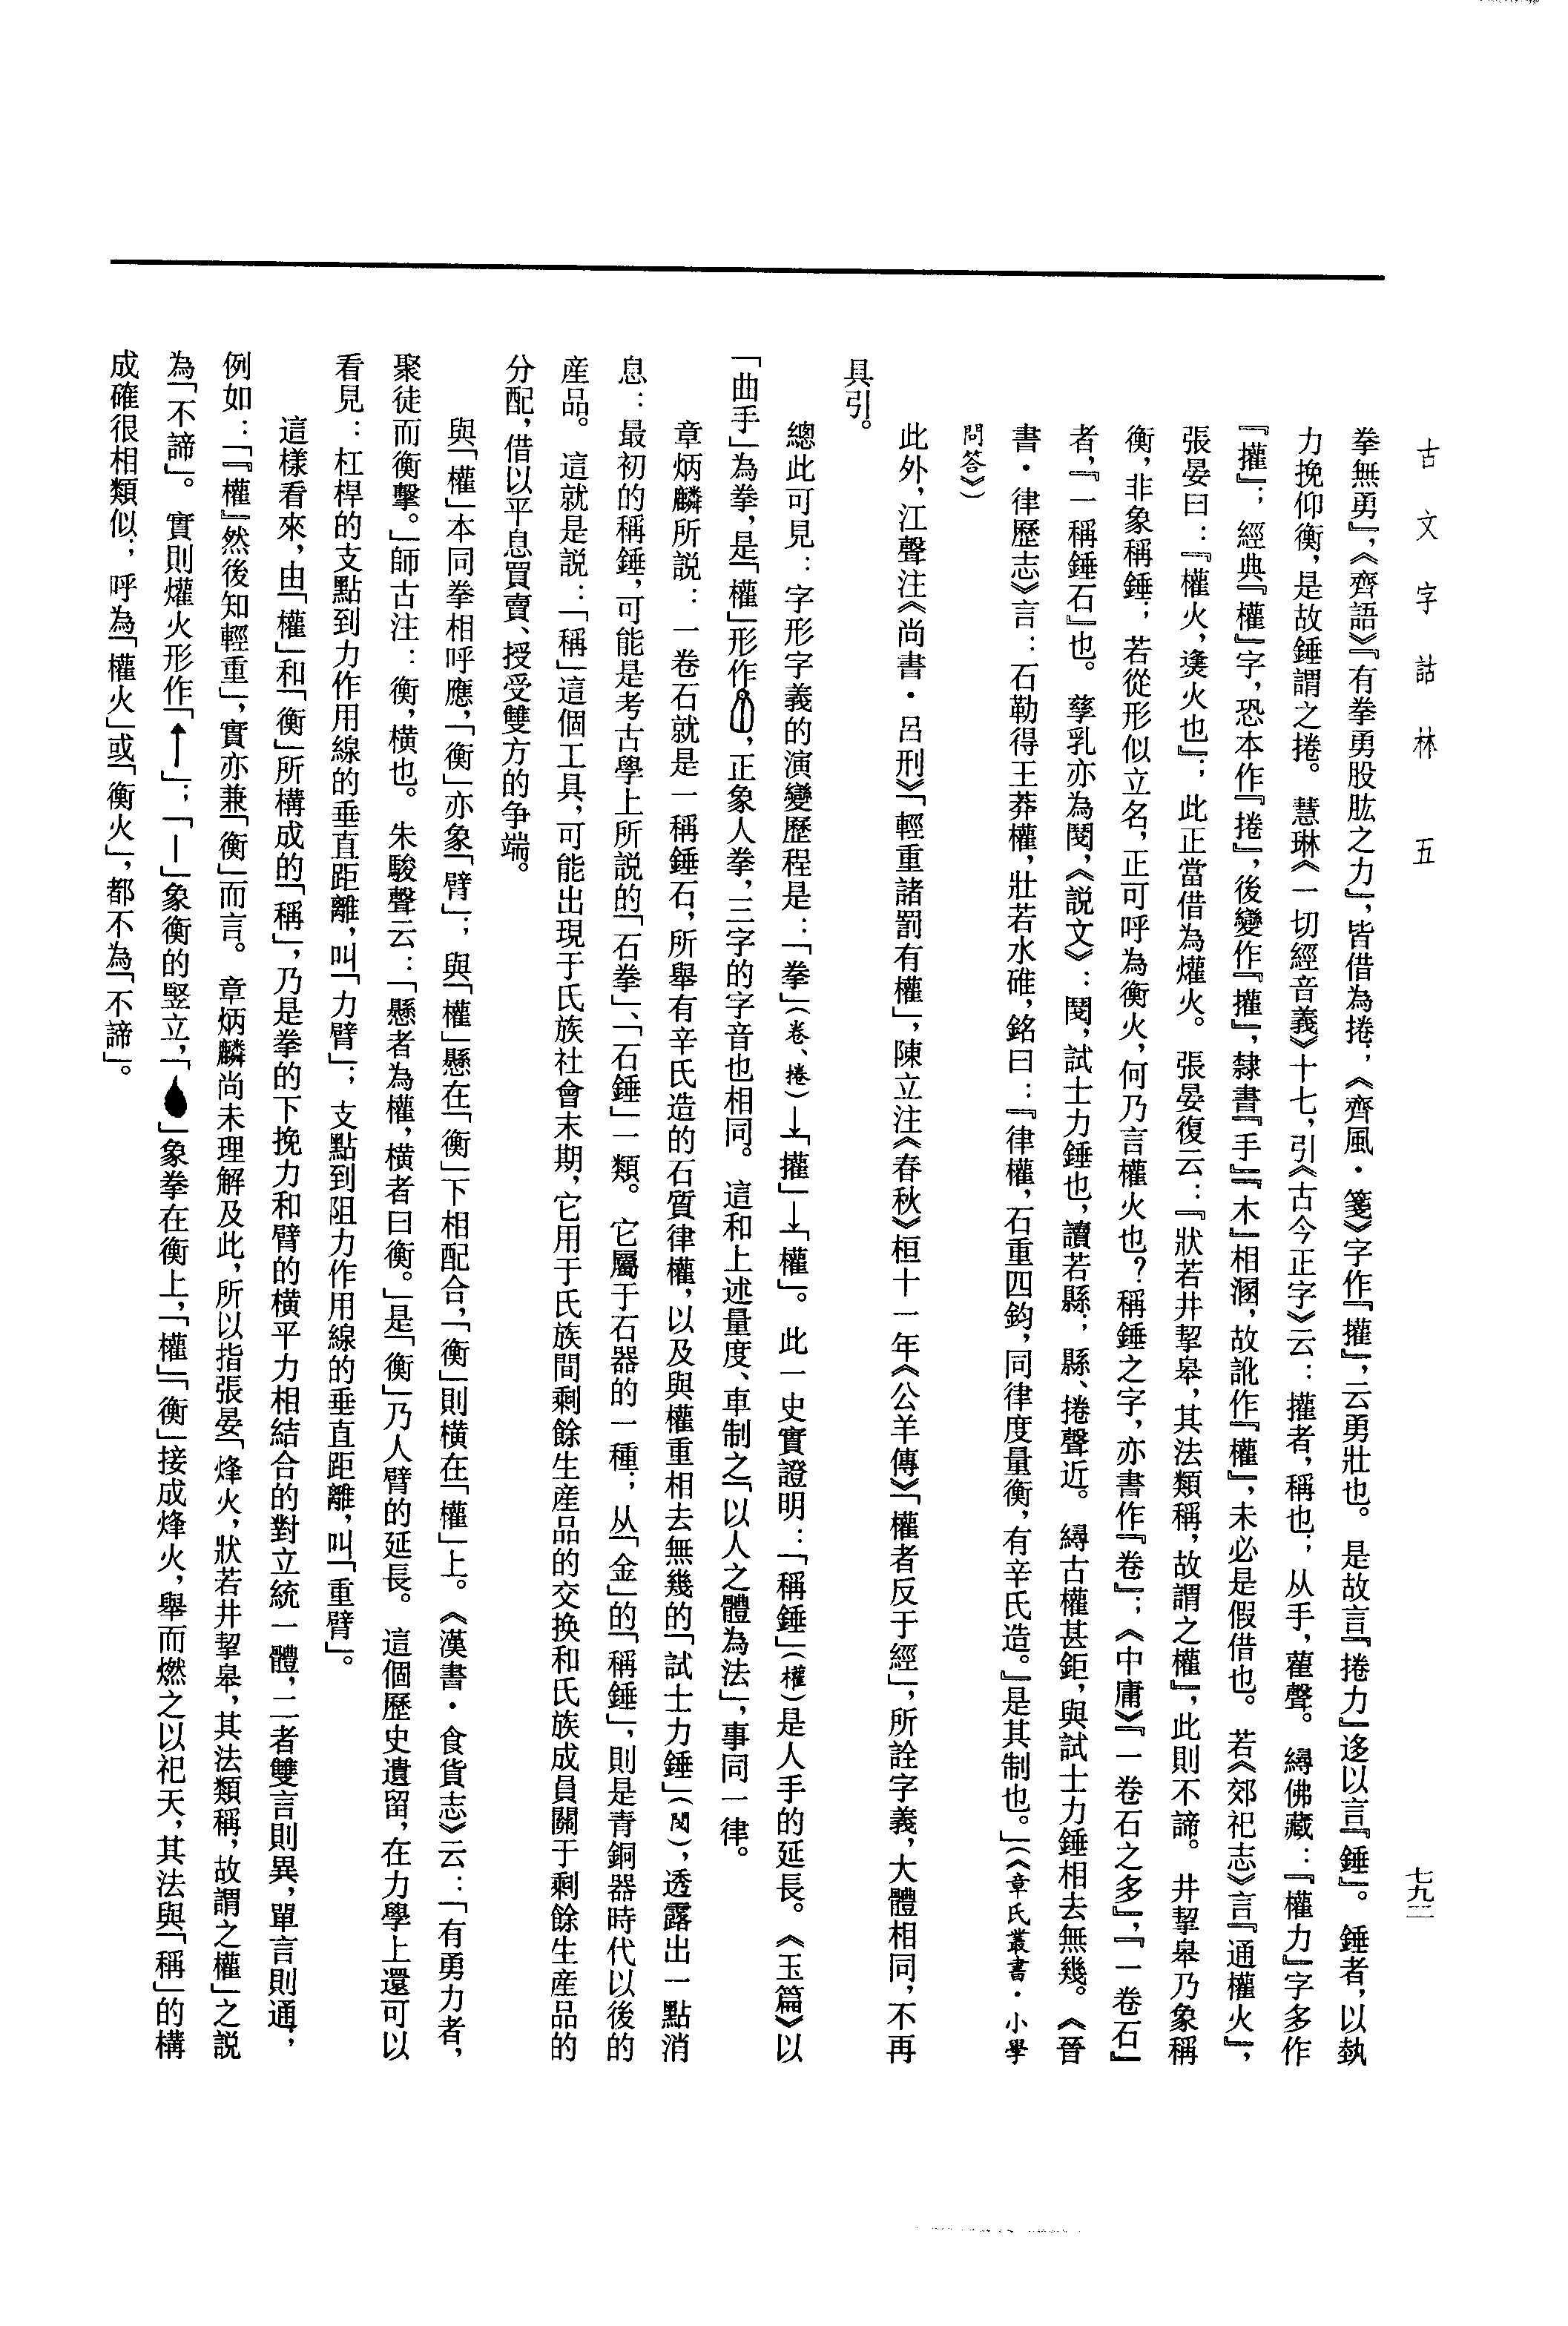 古文字詁林 五
七九二
拳無勇』,《齊語》『有拳勇股肱之力』,皆借為捲;《齊風·箋》字作『攉』,云勇壯也。是故言『捲力』迻以言『錘』。錘者,以執
力挽仰衡,是故錘謂之捲。慧琳《一切經音義》十七,引《古今正字》云:攉者,稱也;从手,雚聲。繙佛藏:『權力』字多作
『攉』;經典『權』字,恐本作『捲』,後變作『攉』,隸書『手』『木』相溷,故訛作『權』,未必是假借也。若《郊祀志》言『通權火』,
張晏曰:『權火,㷭火也』;此正當借為爟火。張晏復云:『狀若井挈皋,其法類稱,故謂之權』,此則不諦。井挈皋乃象稱
衡,非象稱錘;若從形似立名,正可呼為衡火,何乃言權火也?稱錘之字,亦書作『卷』;《中庸》『一卷石之多』,『一卷石』
者,『一稱錘石』也。孳乳亦為䦧,《説文》:䦧,試士力錘也,讀若縣;縣、捲聲近。繙古權甚鉅,與試士力錘相去無幾。《晉
書·律歷志》言:石勒得王莽權,壯若水碓,銘曰:『律權,石重四鈞,同律度量衡,有辛氏造。』是其制也。」(《章氏叢書·小學
問答》)
此外,江聲注《尚書·呂刑》「輕重諸罰有權」,陳立注《春秋》桓十一年《公羊傳》「權者反于經」,所詮字義,大體相同,不再
具引。
總此可見:字形字義的演變歷程是:「拳」(卷、捲)→「攉」→「權」。此一史實證明:「稱錘」(權)是人手的延長。《玉篇》以
「曲手」為拳,是「權」形作,正象人拳,三字的字音也相同。這和上述量度、車制之「以人之體為法」,事同一律。
章炳麟所説:一卷石就是一稱錘石,所舉有辛氏造的石質律權,以及與權重相去無幾的「試士力錘」(䦧),透露出一點消
息:最初的稱錘,可能是考古學上所説的「石拳」、「石錘」一類。它屬于石器的一種;从「金」的「稱錘」,則是青銅器時代以後的
産品。這就是説:「稱」這個工具,可能出現于氏族社會末期,它用于氏族間剩餘生産品的交换和氏族成員關于剩餘生産品的
分配,借以平息買賣、授受雙方的争端。
與「權」本同拳相呼應,「衡」亦象「臂」;與「權」懸在「衡」下相配合,「衡」則横在「權」上。《漢書·食貨志》云:「有勇力者,
聚徒而衡擊。」師古注:衡,横也。朱駿聲云:「懸者為權,横者曰衡。」是「衡」乃人臂的延長。這個歷史遺留,在力學上還可以
看見:杠桿的支點到力作用線的垂直距離,叫「力臂」;支點到阻力作用線的垂直距離,叫「重臂」。
這樣看來,由「權」和「衡」所構成的「稱」,乃是拳的下挽力和臂的横平力相結合的對立統一體,二者雙言則異,單言則通;
例如:「『權』然後知輕重」,實亦兼「衡」而言。章炳麟尚未理解及此,所以指張晏「烽火,狀若井挈皋,其法類稱,故謂之權」之説
為「不諦」。實則爟火形作「」;「—」象衡的竪立,「」象拳在衡上,「權」「衡」接成烽火,舉而燃之以祀天,其法與「稱」的構
成確很相類似;呼為「權火」或「衡火」,都不為「不諦」。